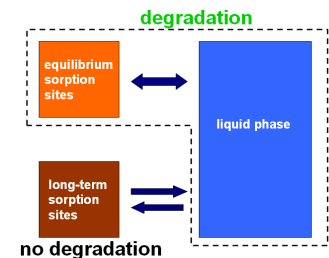 degradation
equilibrium
sorption
sites
liquid phase
long-term
sorption
sites
no degradation